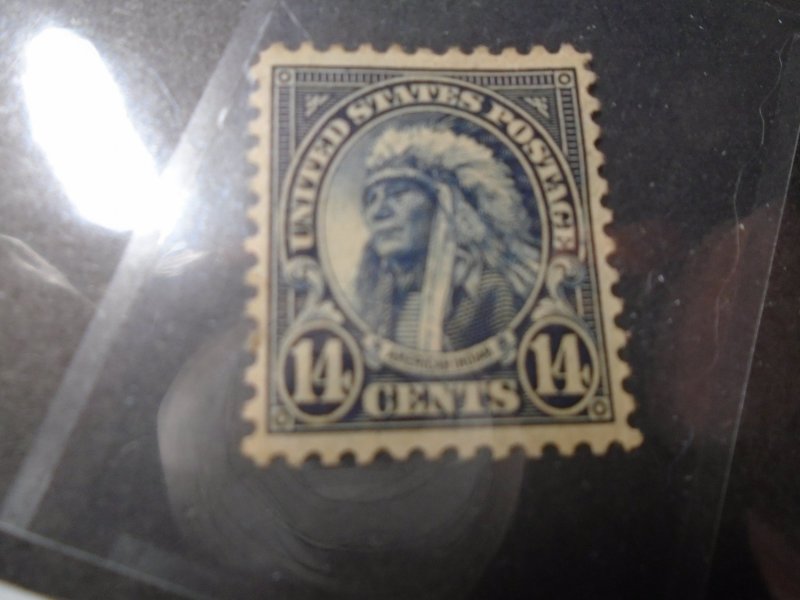 UNITED STATES POSTAGE
AMERICAN INDIAN
14 CENTS 14